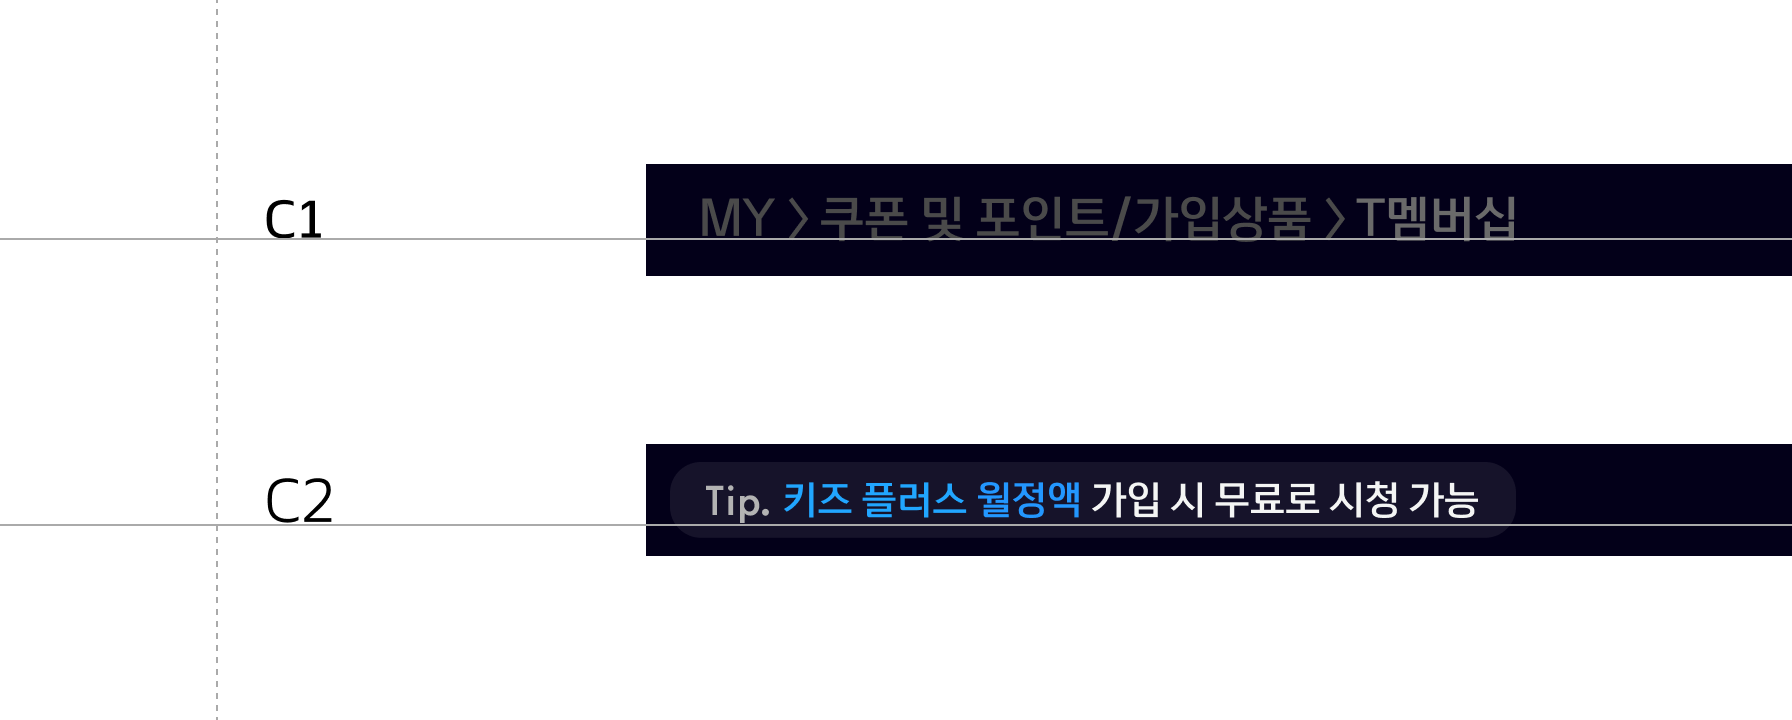 C1
MY 〉쿠폰 및 포인트/가입상품 〉T멤버십
C2
Tip. 키즈 플러스 월정액 가입 시 무료로 시청 가능